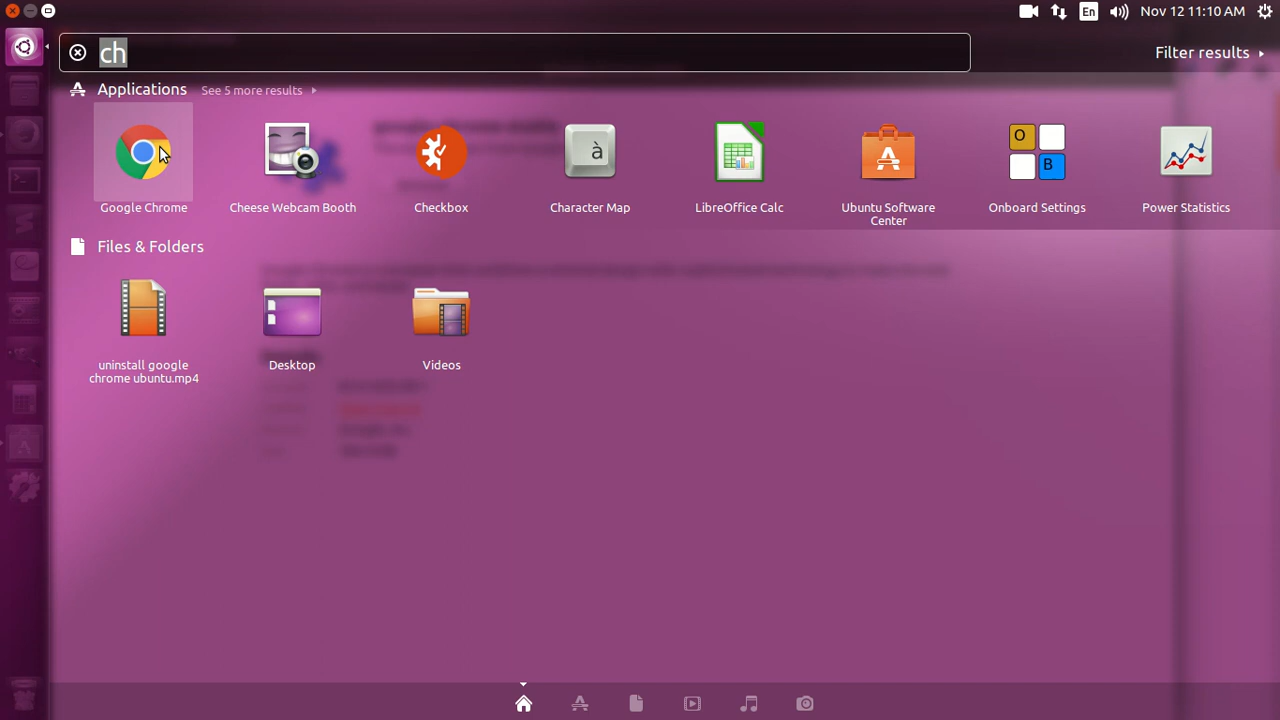 En
Nov 12 11:10 AM
ch
Filter results
Applications
See 5 more results
Google Chrome
Cheese Webcam Booth
Checkbox
à
Character Map
LibreOffice Calc
Ubuntu Software
Center
O
B
Onboard Settings
Power Statistics
Files & Folders
uninstall google
chrome ubuntu.mp4
Desktop
Videos